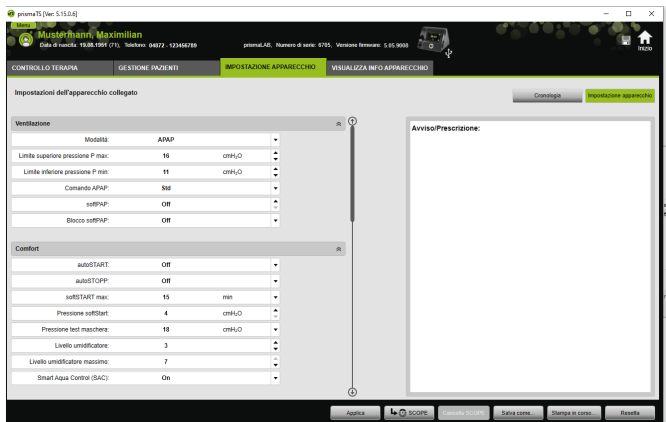 prismaTS [Ver: 5.15.0.6]
Menu
Mustermann, Maximilian
Data di nascita: 19.08.1951 (71), Telefono: 04872 - 123456789
prismaLAB, Numero di serie: 6705, Versione firmware: 5.05.9008
Inizio
CONTROLLO TERAPIA GESTIONE PAZIENTI IMPOSTAZIONE APPARECCHIO VISUALIZZA INFO APPARECCHIO
Impostazioni dell'apparecchio collegato
Cronologia Impostazione apparecchio
Ventilazione
Modalità: APAP
Limite superiore pressione P max: 16 cmH₂O
Limite inferiore pressione P min: 11 cmH₂O
Comando APAP: Std
softPAP: Off
Blocco softPAP: Off
Comfort
autoSTART: Off
autoSTOPP: Off
softSTART max: 15 min
Pressione softStart: 4 cmH₂O
Pressione test maschera: 18 cmH₂O
Livello umidificatore: 3
Livello umidificatore massimo: 7
Smart Aqua Control (SAC): On
Avviso/Prescrizione:
Applica SCOPE Cancella SCOPE Salva come... Stampa in corso... Resetta